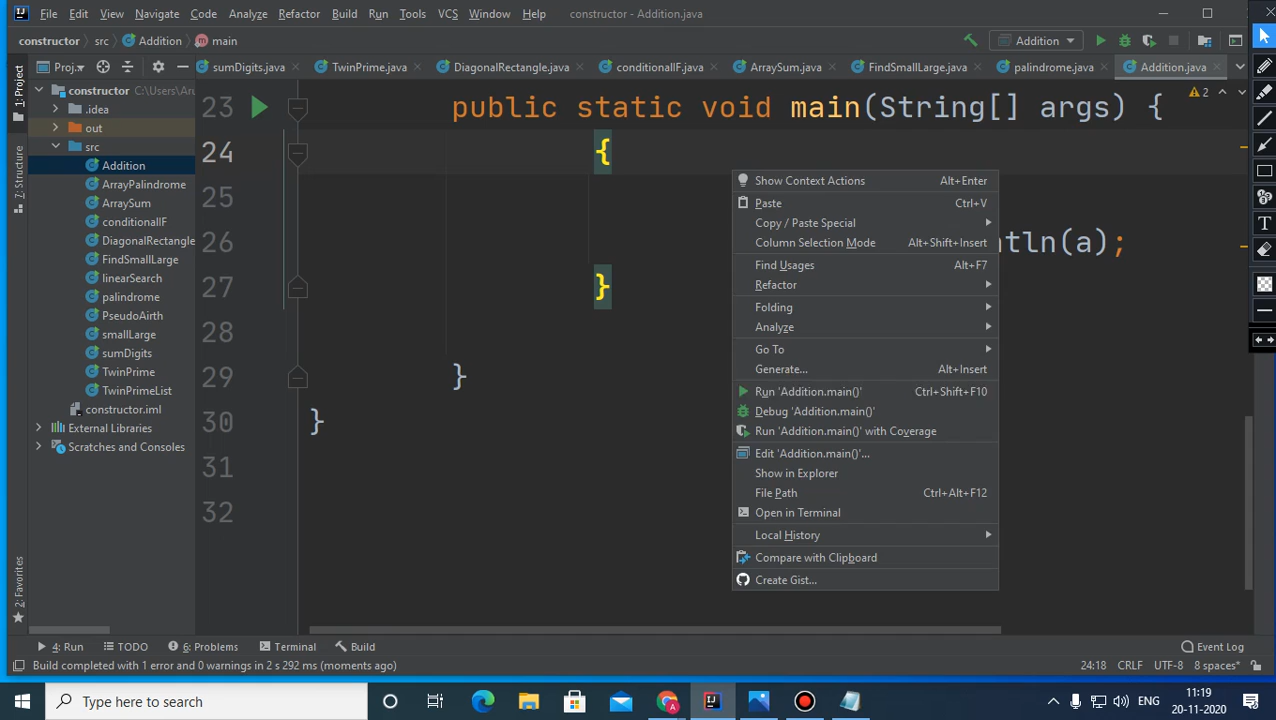 File Edit View Navigate Code Analyze Refactor Build Run Tools VCS Window Help constructor - Addition.java
constructor src Addition main Addition
Proj.. sumDigits.java TwinPrime.java DiagonalRectangle.java conditionalIF.java ArraySum.java FindSmallLarge.java palindrome.java Addition.java
1: Project
7: Structure
2: Favorites
constructor
.idea
out
src
Addition
ArrayPalindrome
ArraySum
conditionalIF
DiagonalRectangle
FindSmallLarge
linearSearch
palindrome
PseudoAirth
smallLarge
sumDigits
TwinPrime
TwinPrimeList
constructor.iml
External Libraries
Scratches and Consoles
2
23 public static void main(String[] args) {
24 {
25
26 tln(a);
27 }
28
29 }
30 }
31
32
Show Context Actions Alt+Enter
Paste Ctrl+V
Copy / Paste Special
Column Selection Mode Alt+Shift+Insert
Find Usages Alt+F7
Refactor
Folding
Analyze
Go To
Generate... Alt+Insert
Run 'Addition.main()' Ctrl+Shift+F10
Debug 'Addition.main()'
Run 'Addition.main()' with Coverage
Edit 'Addition.main()'...
Show in Explorer
File Path Ctrl+Alt+F12
Open in Terminal
Local History
Compare with Clipboard
Create Gist...
4: Run TODO 6: Problems Terminal Build Event Log
Build completed with 1 error and 0 warnings in 2 s 292 ms (moments ago) 24:18 CRLF UTF-8 8 spaces*
Type here to search ENG 11:19
20-11-2020